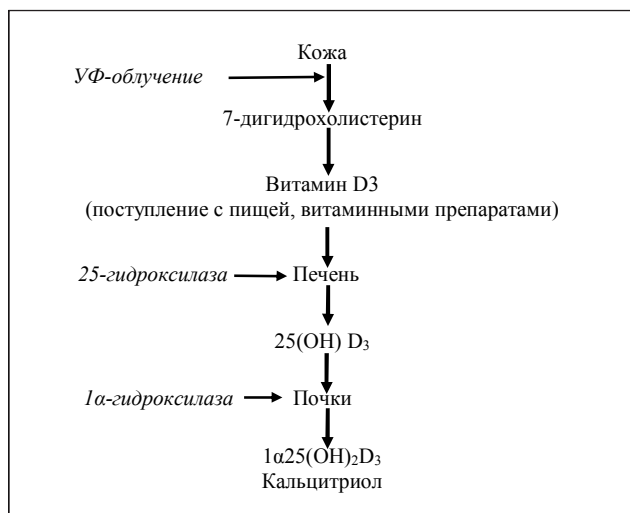 Кожа
УФ-облучение
7-дигидрохолистерин
Витамин D3
(поступление с пищей, витаминными препаратами)
25-гидроксилаза
Печень
25(OH) D₃
1α-гидроксилаза
Почки
1α25(OH)₂D₃
Кальцитриол